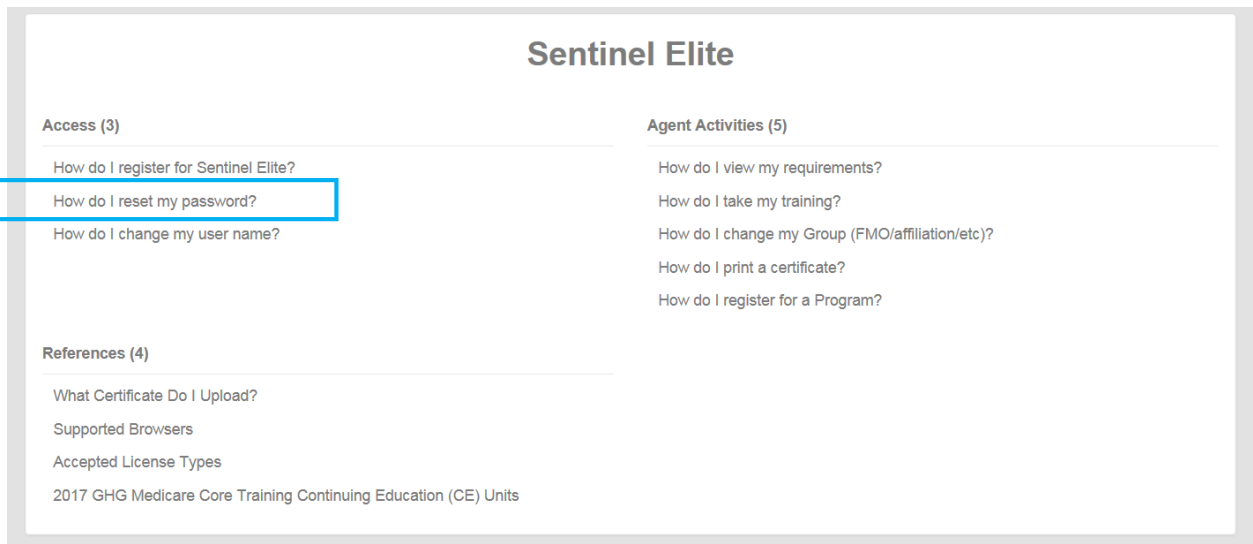 Sentinel Elite
Access (3)
How do I register for Sentinel Elite?
How do I reset my password?
How do I change my user name?
Agent Activities (5)
How do I view my requirements?
How do I take my training?
How do I change my Group (FMO/affiliation/etc)?
How do I print a certificate?
How do I register for a Program?
References (4)
What Certificate Do I Upload?
Supported Browsers
Accepted License Types
2017 GHG Medicare Core Training Continuing Education (CE) Units